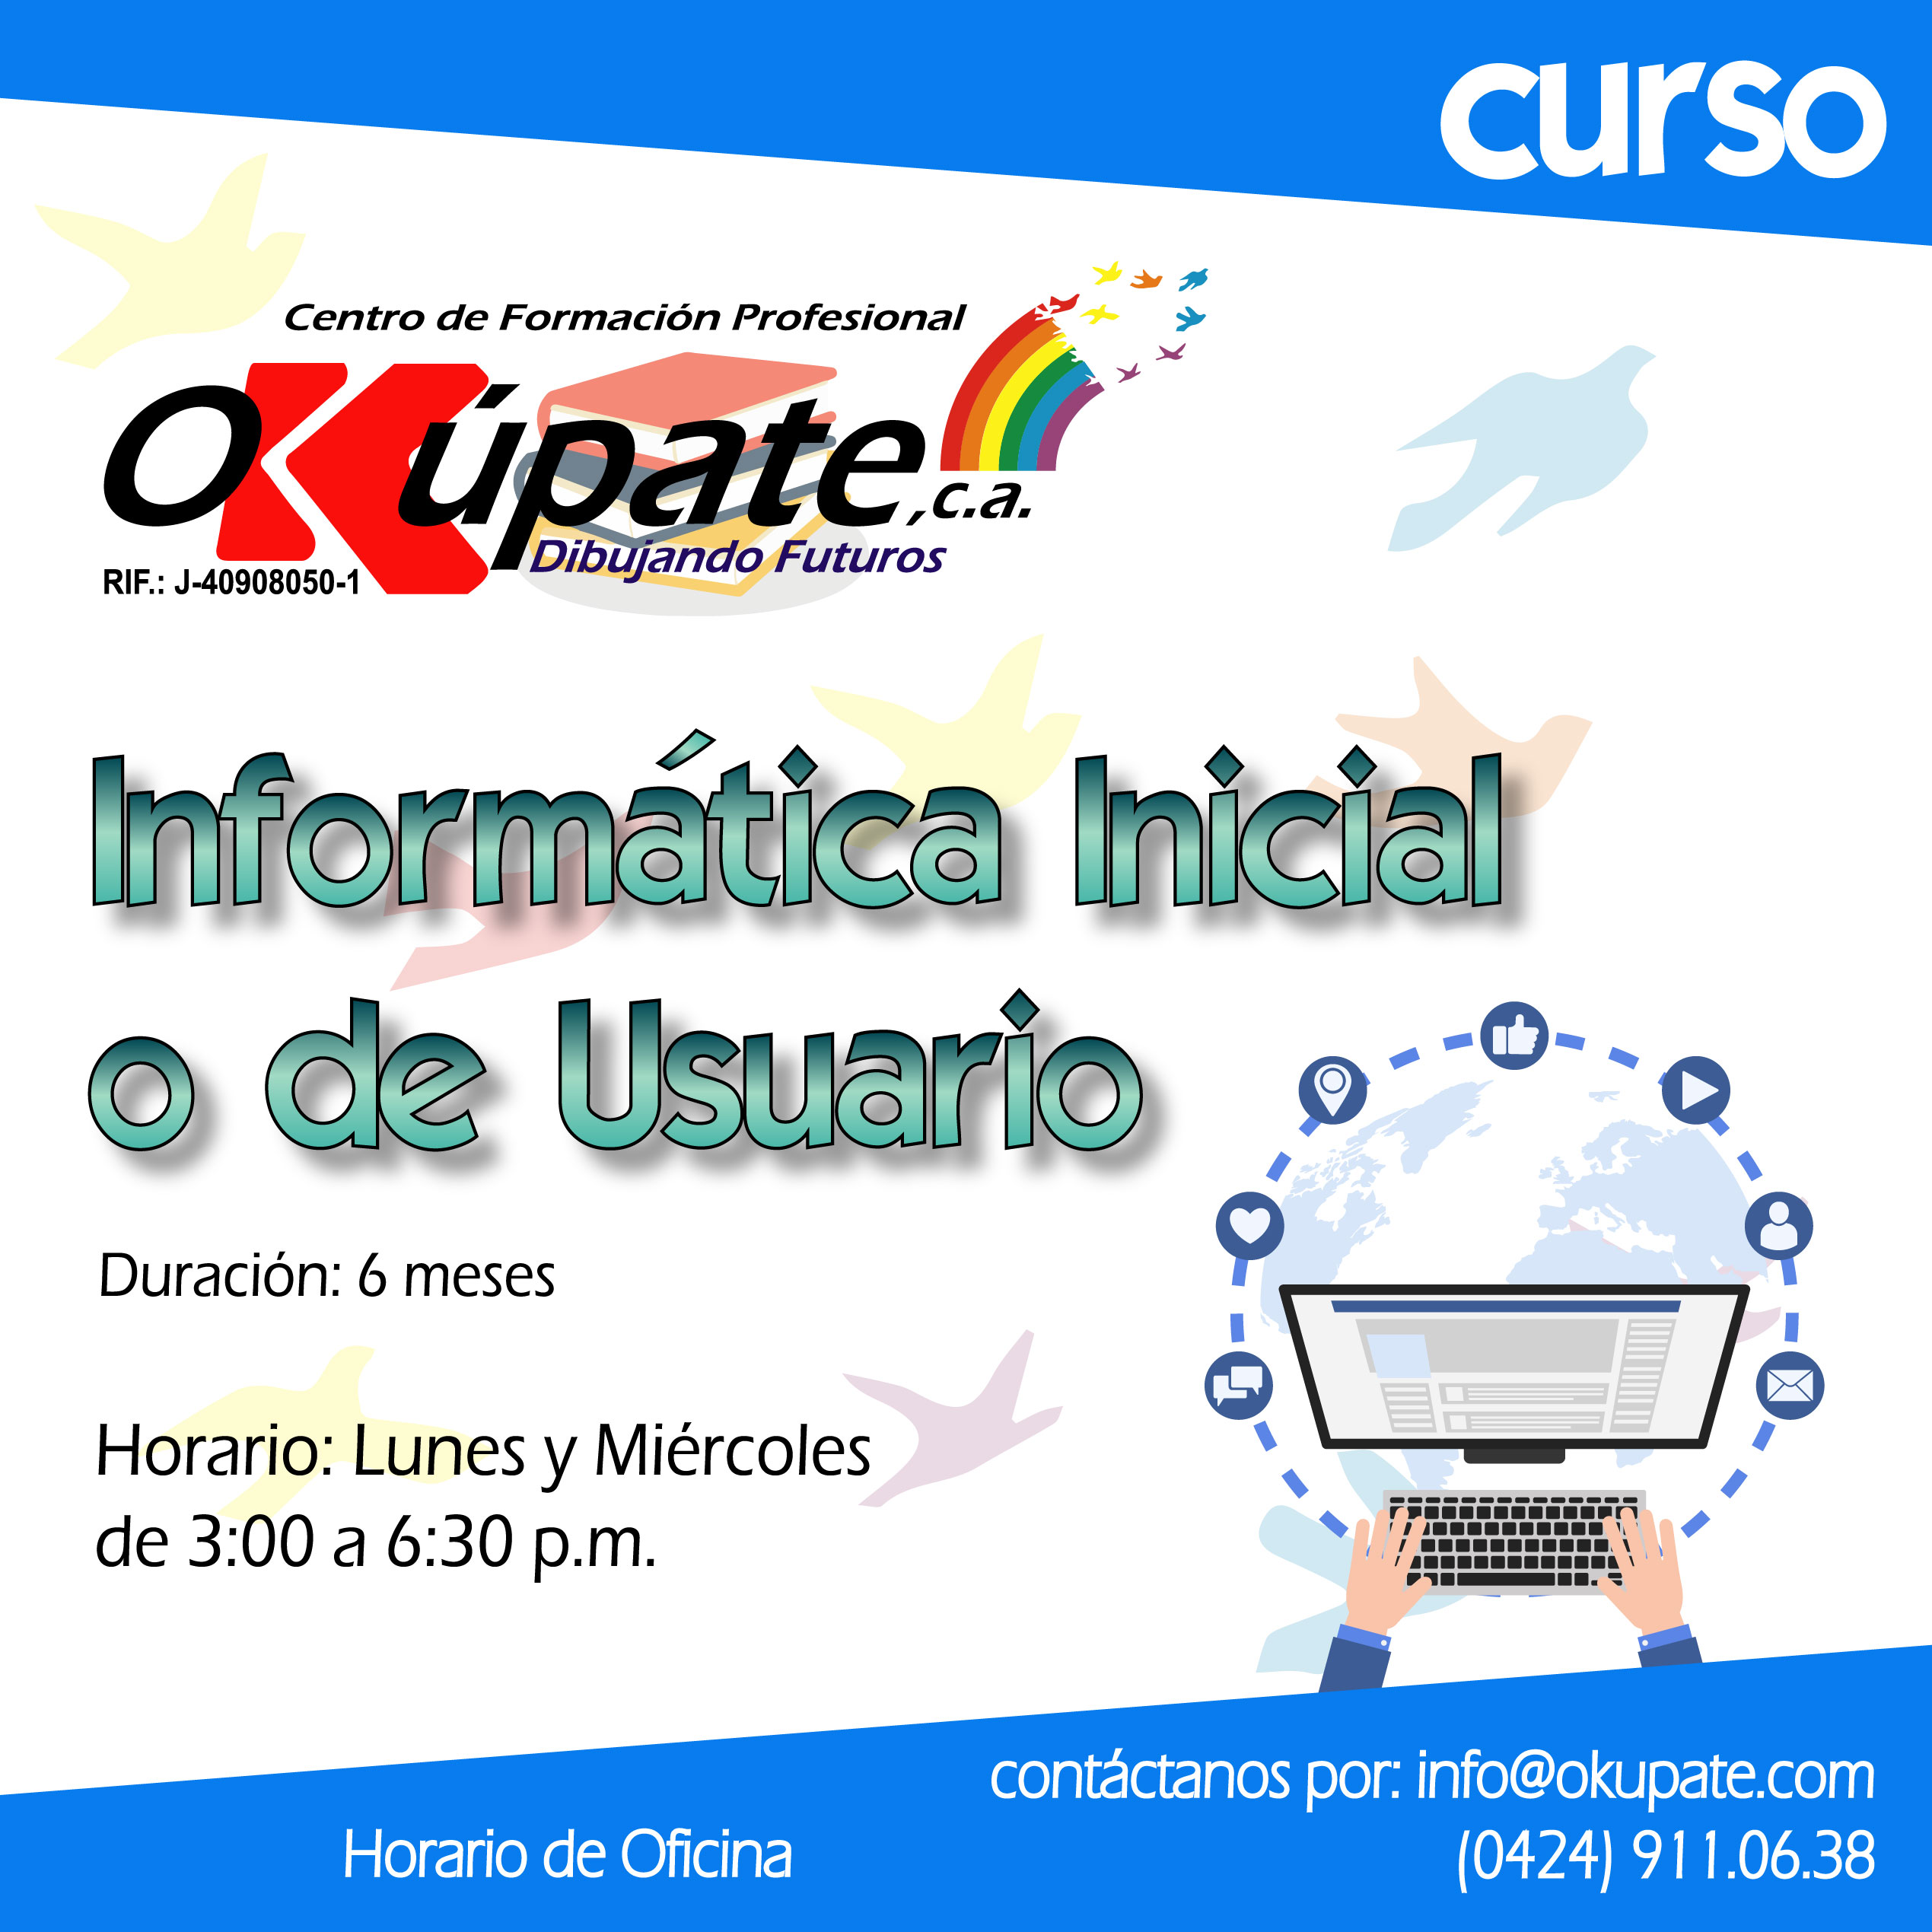 curso
Centro de Formación Profesional
oKúpate,c.a.
Dibujando Futuros
RIF.: J-40908050-1
Informática Inicial
o de Usuario
Duración: 6 meses
Horario: Lunes y Miércoles
de 3:00 a 6:30 p.m.
contáctanos por: info@okupate.com
Horario de Oficina
(0424) 911.06.38